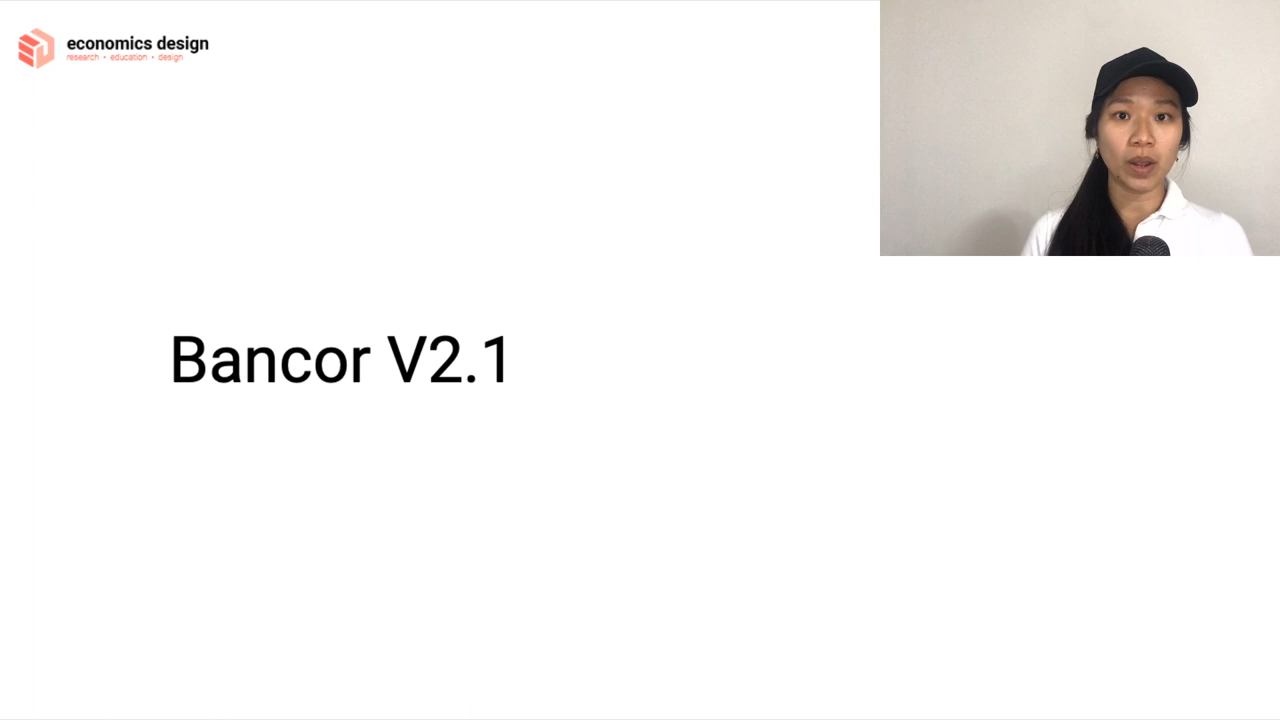 economics design
research • education • design
Bancor V2.1